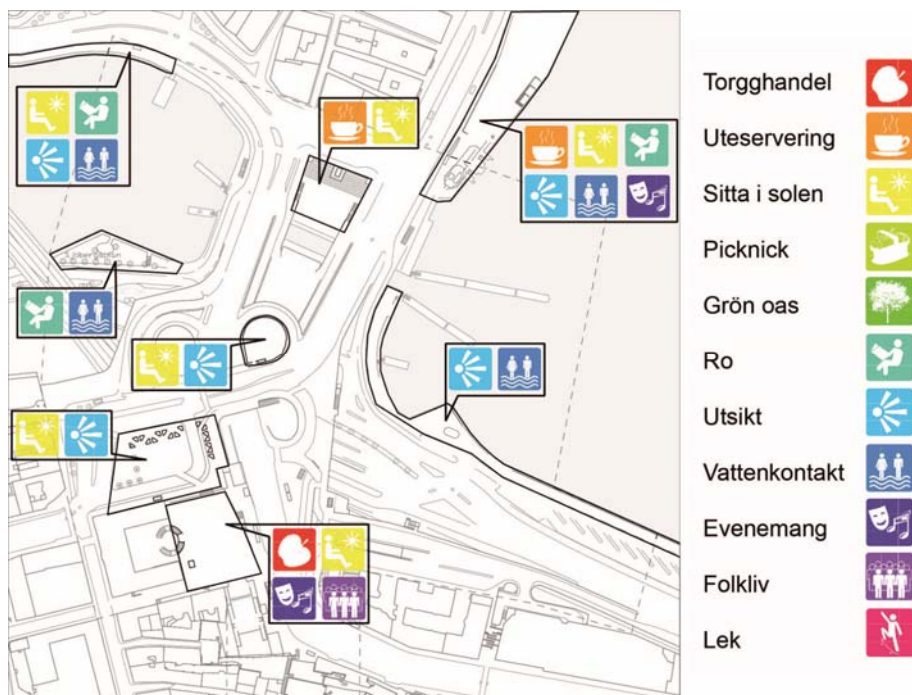 Torgghandel
Uteservering
Sitta i solen
Picknick
Grön oas
Ro
Utsikt
Vattenkontakt
Evenemang
Folkliv
Lek